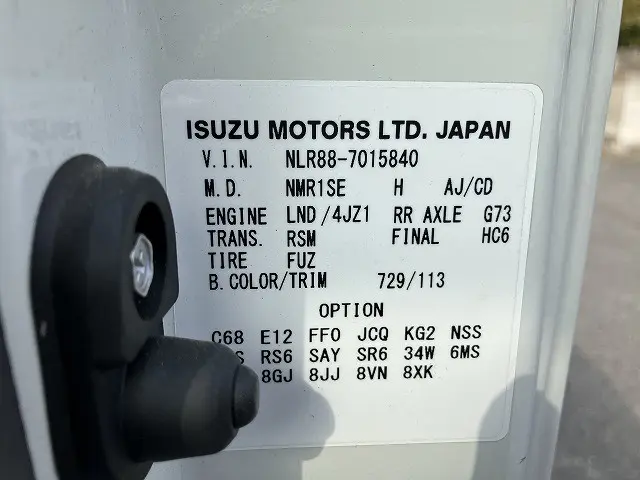 ISUZU MOTORS LTD. JAPAN
V.I.N. NLR88-7015840
M.D. NMR1SE H AJ/CD
ENGINE LND/4JZ1 RR AXLE G73
TRANS. RSM FINAL HC6
TIRE FUZ
B.COLOR/TRIM 729/113
OPTION
C68 E12 FF0 JCQ KG2 NSS
RS6 SAY SR6 34W 6MS
8GJ 8JJ 8VN 8XK